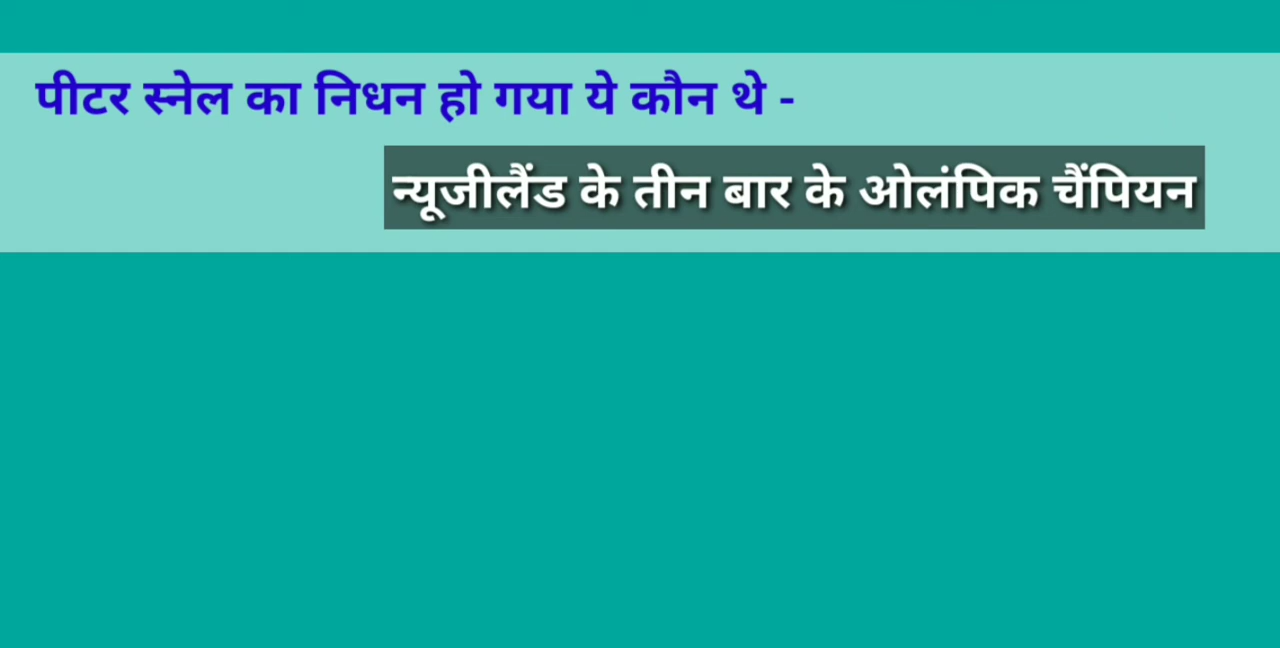 पीटर स्नेल का निधन हो गया ये कौन थे -
न्यूजीलैंड के तीन बार के ओलंपिक चैंपियन